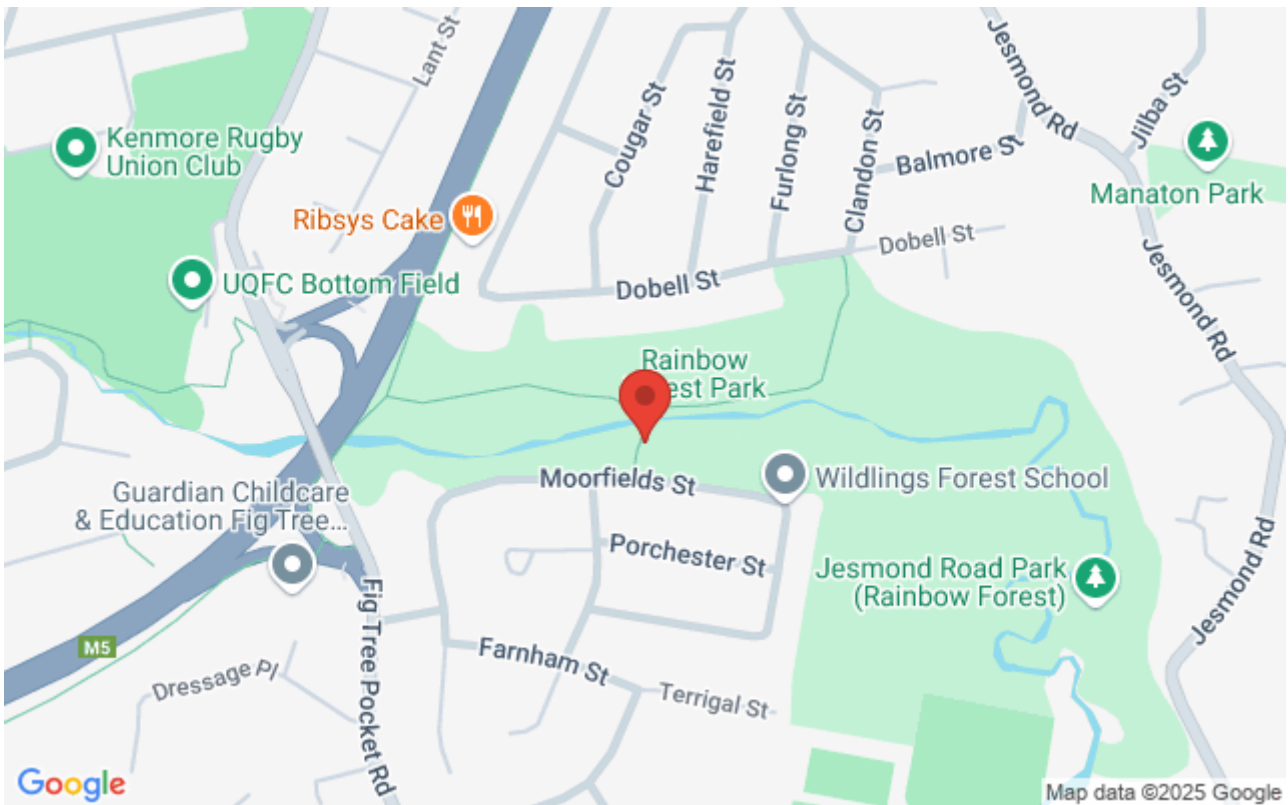 Lant St
Jesmond Rd
Jilba St
Cougar St
Harefield St
Furlong St
Clandon St
Balmore St
Kenmore Rugby
Union Club
Manaton Park
Ribsys Cake
Dobell St
Jesmond Rd
UQFC Bottom Field
Dobell St
Rainbow
est Park
Moorfields St
Wildlings Forest School
Guardian Childcare
& Education Fig Tree...
Porchester St
Jesmond Road Park
(Rainbow Forest)
Jesmond Rd
Fig Tree Pocket Rd
M5
Farnham St
Dressage Pl
Terrigal St
Google
Map data ©2025 Google